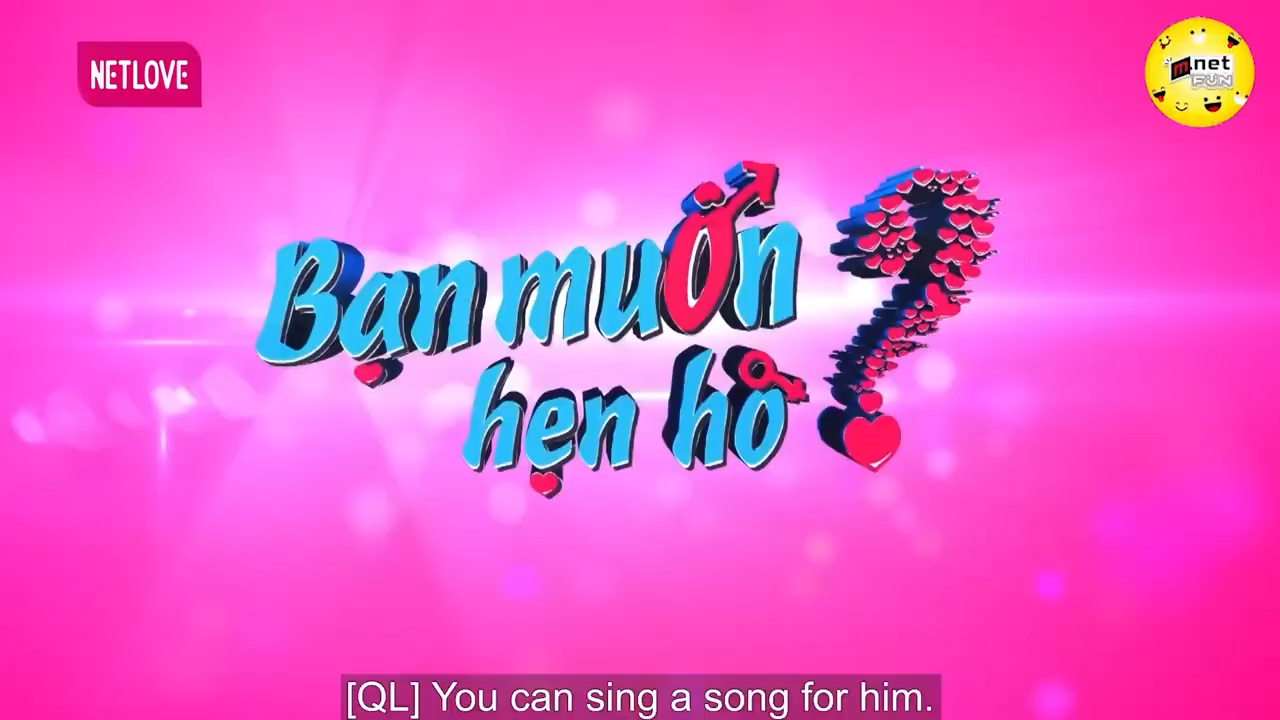 NETLOVE
m.net
FUN
Bạn muốn
hẹn hò?
[QL] You can sing a song for him.